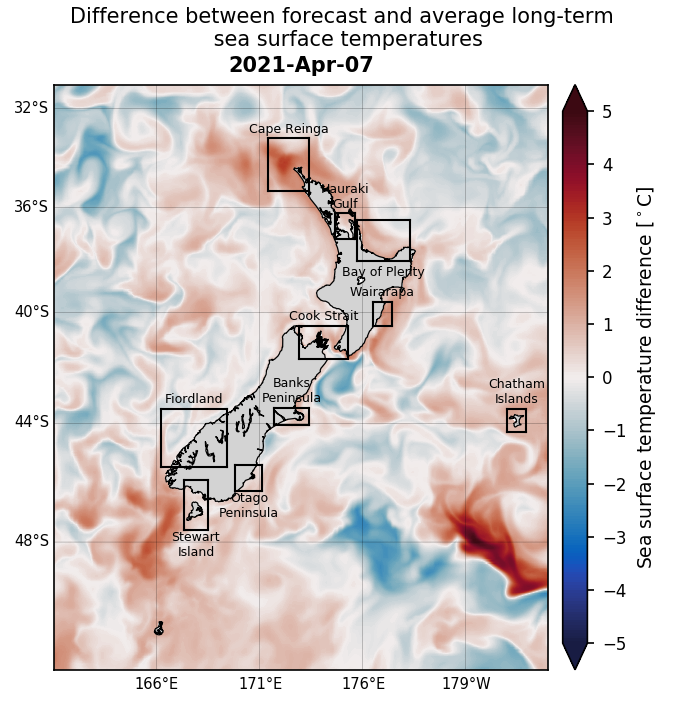 Difference between forecast and average long-term
sea surface temperatures
2021-Apr-07
32°S
36°S
40°S
44°S
48°S
Cape Reinga
Hauraki
Gulf
Bay of Plenty
Wairarapa
Cook Strait
Banks
Peninsula
Fiordland
Chatham
Islands
Otago
Peninsula
Stewart
Island
166°E
171°E
176°E
179°W
5
4
3
2
1
0
−1
−2
−3
−4
−5
Sea surface temperature difference [°C]